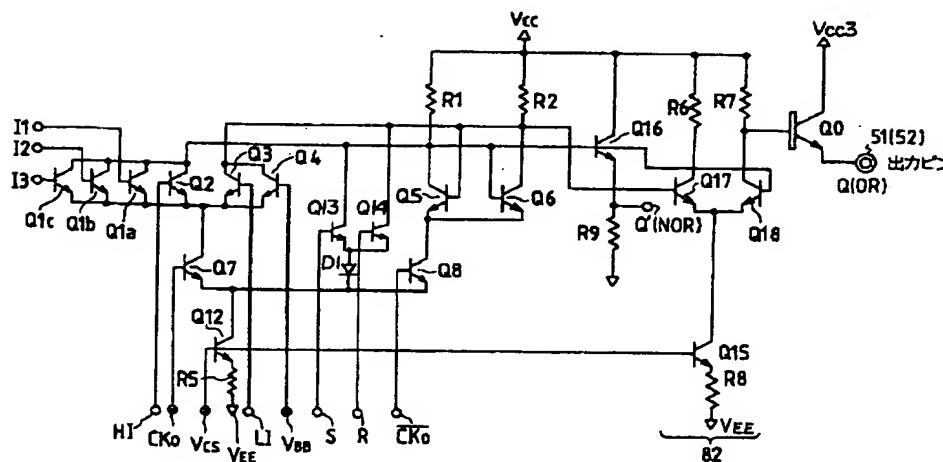 Vcc
Vcc3
R1
R2
R6
R7
Q16
Q0
51(52)
出力ピン
Q(OR)
I1
I2
I3
Q2
Q3
Q4
Q5
Q6
Q17
Q18
Q1c
Q1b
Q1a
Q13
Q14
R9
Q'(NOR)
Q7
D1
Q8
Q12
Q15
R5
R8
HI
CKo
VCS
VEE
LI
VBB
S
R
CKo
VEE
82